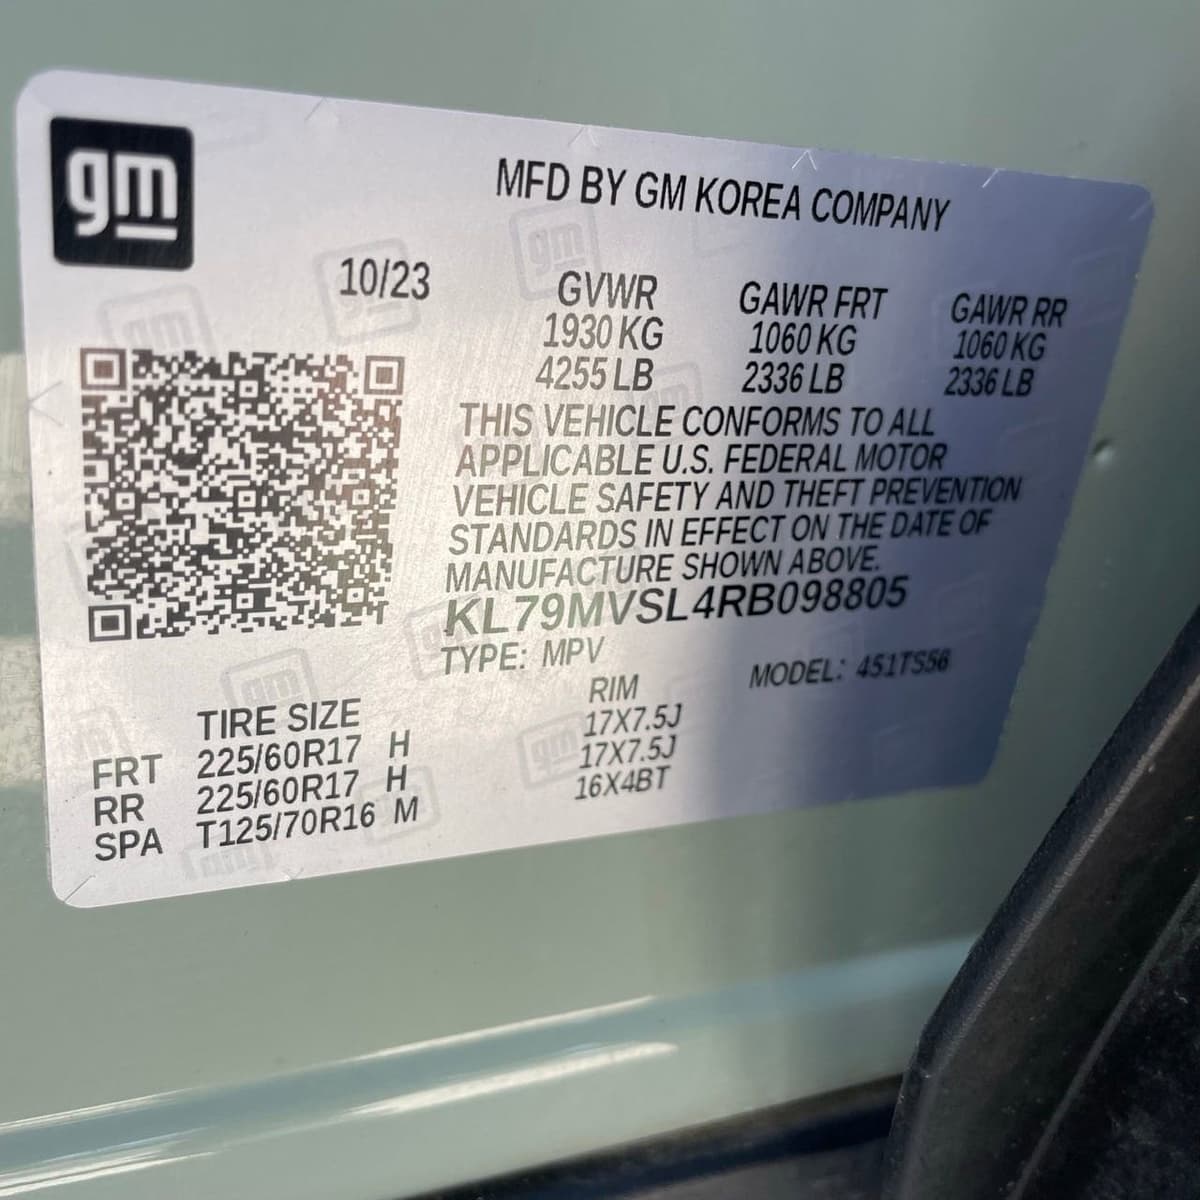 gm
MFD BY GM KOREA COMPANY
10/23
GVWR GAWR FRT GAWR RR
1930 KG 1060 KG 1060 KG
4255 LB 2336 LB 2336 LB
THIS VEHICLE CONFORMS TO ALL
APPLICABLE U.S. FEDERAL MOTOR
VEHICLE SAFETY AND THEFT PREVENTION
STANDARDS IN EFFECT ON THE DATE OF
MANUFACTURE SHOWN ABOVE.
KL79MVSL4RB098805
TYPE: MPV MODEL: 451TS56
TIRE SIZE RIM
FRT 225/60R17 H 17X7.5J
RR 225/60R17 H 17X7.5J
SPA T125/70R16 M 16X4BT